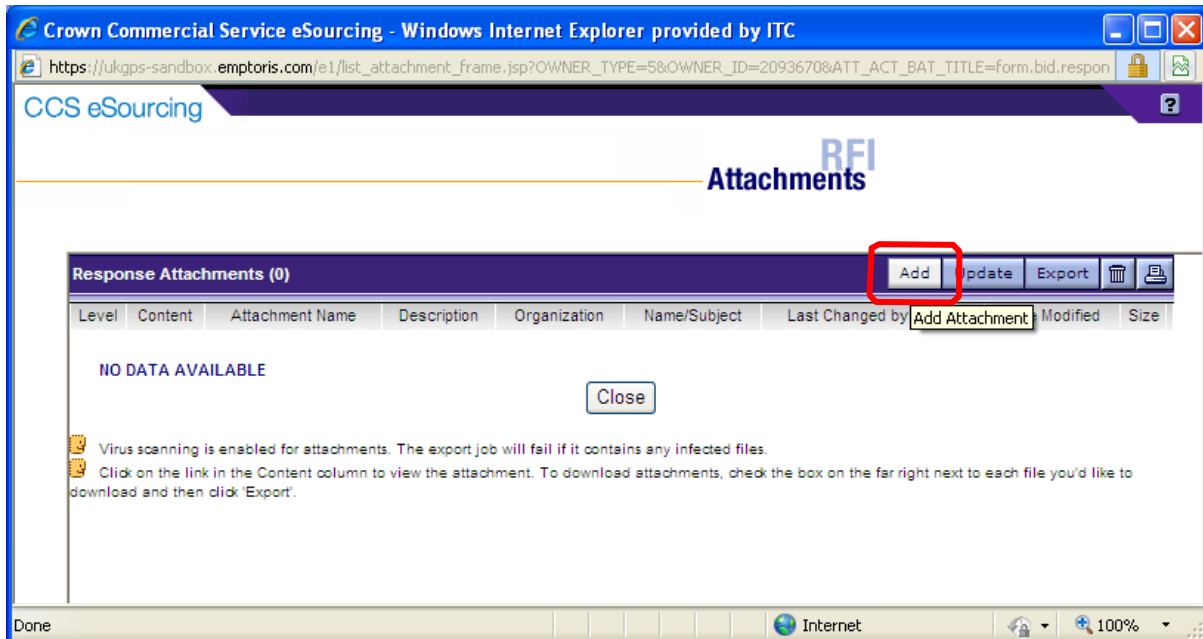 Crown Commercial Service eSourcing - Windows Internet Explorer provided by ITC
https://ukgps-sandbox.emptoris.com/e1/list_attachment_frame.jsp?OWNER_TYPE=5&OWNER_ID=2093670&ATT_ACT_BAT_TITLE=form.bid.respon
CCS eSourcing ?
RFI
Attachments
Response Attachments (0) Add Update Export
Level Content Attachment Name Description Organization Name/Subject Last Changed by Modified Size
Add Attachment
NO DATA AVAILABLE
Close
Virus scanning is enabled for attachments. The export job will fail if it contains any infected files.
Click on the link in the Content column to view the attachment. To download attachments, check the box on the far right next to each file you'd like to
download and then click 'Export'.
Done Internet 100%